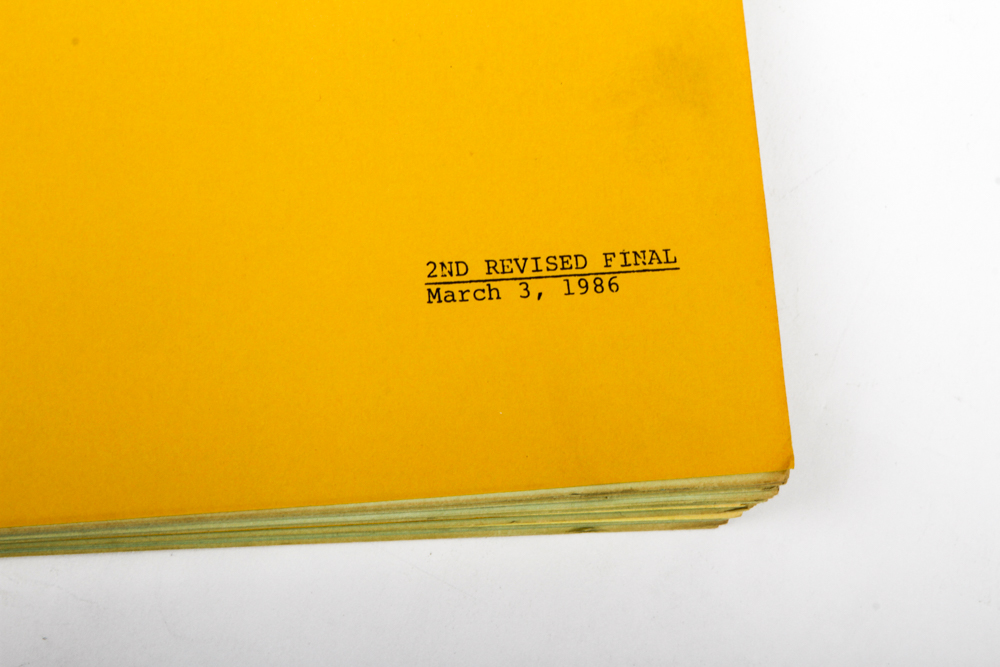 2ND REVISED FINAL
March 3, 1986